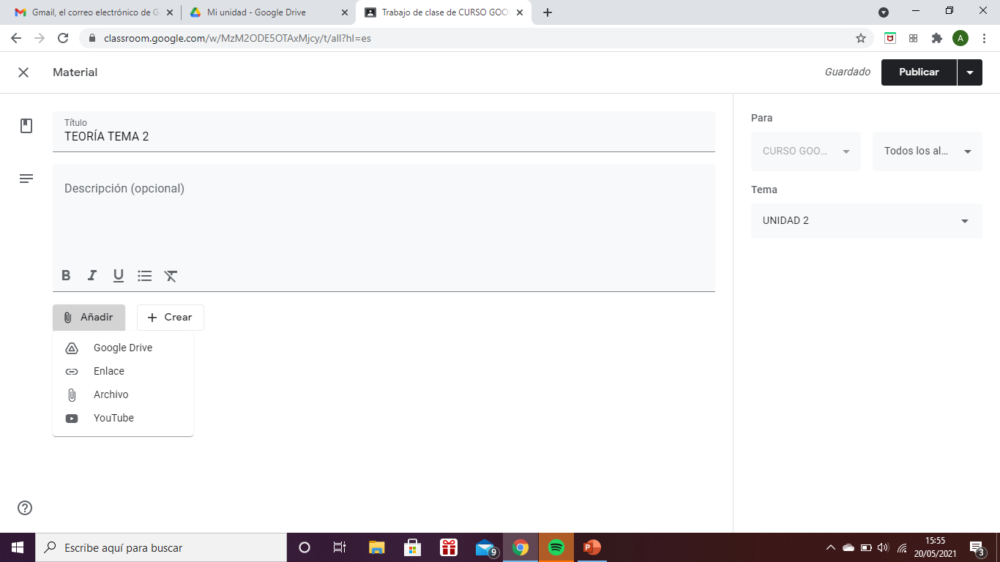 Gmail, el correo electrónico de G
Mi unidad - Google Drive
Trabajo de clase de CURSO GOO
classroom.google.com/w/MzM2ODE5OTAxMjcy/t/all?hl=es
A
Material
Guardado
Publicar
Título
TEORÍA TEMA 2
Descripción (opcional)
B I U
Añadir
Crear
Google Drive
Enlace
Archivo
YouTube
Para
CURSO GOO...
Todos los al...
Tema
UNIDAD 2
Escribe aquí para buscar
9
P
15:55
20/05/2021
3